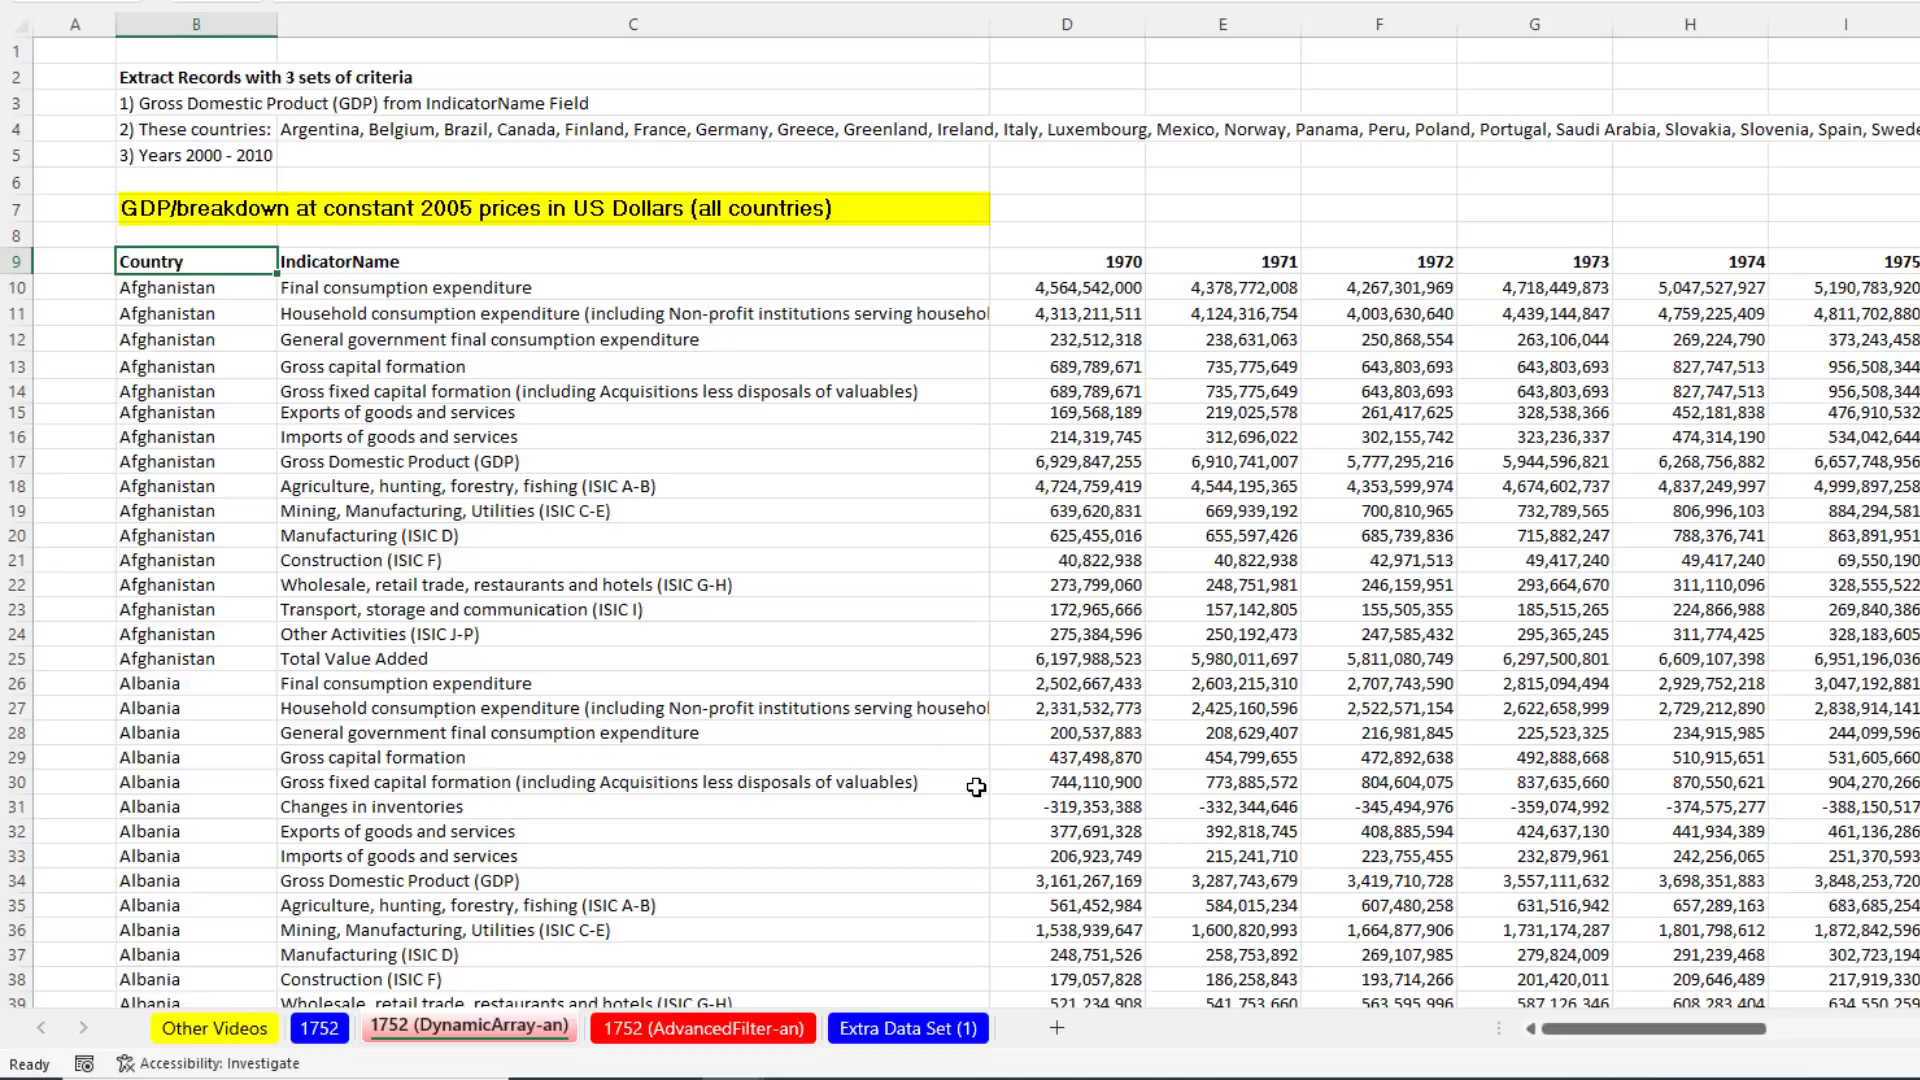 A B C D E F G H I
1
2 Extract Records with 3 sets of criteria
3 1) Gross Domestic Product (GDP) from IndicatorName Field
4 2) These countries: Argentina, Belgium, Brazil, Canada, Finland, France, Germany, Greece, Greenland, Ireland, Italy, Luxembourg, Mexico, Norway, Panama, Peru, Poland, Portugal, Saudi Arabia, Slovakia, Slovenia, Spain, Swede
5 3) Years 2000 - 2010
6
7 GDP/breakdown at constant 2005 prices in US Dollars (all countries)
8
9 Country IndicatorName 1970 1971 1972 1973 1974 1975
10 Afghanistan Final consumption expenditure 4,564,542,000 4,378,772,008 4,267,301,969 4,718,449,873 5,047,527,927 5,190,783,920
11 Afghanistan Household consumption expenditure (including Non-profit institutions serving househol 4,313,211,511 4,124,316,754 4,003,630,640 4,439,144,847 4,759,225,409 4,811,702,880
12 Afghanistan General government final consumption expenditure 232,512,318 238,631,063 250,868,554 263,106,044 269,224,790 373,243,458
13 Afghanistan Gross capital formation 689,789,671 735,775,649 643,803,693 643,803,693 827,747,513 956,508,344
14 Afghanistan Gross fixed capital formation (including Acquisitions less disposals of valuables) 689,789,671 735,775,649 643,803,693 643,803,693 827,747,513 956,508,344
15 Afghanistan Exports of goods and services 169,568,189 219,025,578 261,417,625 328,538,366 452,181,838 476,910,532
16 Afghanistan Imports of goods and services 214,319,745 312,696,022 302,155,742 323,236,337 474,314,190 534,042,644
17 Afghanistan Gross Domestic Product (GDP) 6,929,847,255 6,910,741,007 5,777,295,216 5,944,596,821 6,268,756,882 6,657,748,956
18 Afghanistan Agriculture, hunting, forestry, fishing (ISIC A-B) 4,724,759,419 4,544,195,365 4,353,599,974 4,674,602,737 4,837,249,997 4,999,897,258
19 Afghanistan Mining, Manufacturing, Utilities (ISIC C-E) 639,620,831 669,939,192 700,810,965 732,789,565 806,996,103 884,294,581
20 Afghanistan Manufacturing (ISIC D) 625,455,016 655,597,426 685,739,836 715,882,247 788,376,741 863,891,951
21 Afghanistan Construction (ISIC F) 40,822,938 40,822,938 42,971,513 49,417,240 49,417,240 69,550,190
22 Afghanistan Wholesale, retail trade, restaurants and hotels (ISIC G-H) 273,799,060 248,751,981 246,159,951 293,664,670 311,110,096 328,555,522
23 Afghanistan Transport, storage and communication (ISIC I) 172,965,666 157,142,805 155,505,355 185,515,265 224,866,988 269,840,386
24 Afghanistan Other Activities (ISIC J-P) 275,384,596 250,192,473 247,585,432 295,365,245 311,774,425 328,183,605
25 Afghanistan Total Value Added 6,197,988,523 5,980,011,697 5,811,080,749 6,297,500,801 6,609,107,398 6,951,196,036
26 Albania Final consumption expenditure 2,502,667,433 2,603,215,310 2,707,743,590 2,815,094,494 2,929,752,218 3,047,192,881
27 Albania Household consumption expenditure (including Non-profit institutions serving househol 2,331,532,773 2,425,160,596 2,522,571,154 2,622,658,999 2,729,212,890 2,838,914,141
28 Albania General government final consumption expenditure 200,537,883 208,629,407 216,981,845 225,523,325 234,915,985 244,099,596
29 Albania Gross capital formation 437,498,870 454,799,655 472,892,638 492,888,668 510,915,651 531,605,660
30 Albania Gross fixed capital formation (including Acquisitions less disposals of valuables) 744,110,900 773,885,572 804,604,075 837,635,660 870,550,621 904,270,266
31 Albania Changes in inventories -319,353,388 -332,344,646 -345,494,976 -359,074,992 -374,575,277 -388,150,517
32 Albania Exports of goods and services 377,691,328 392,818,745 408,885,594 424,637,130 441,934,389 461,136,286
33 Albania Imports of goods and services 206,923,749 215,241,710 223,755,455 232,879,961 242,256,065 251,370,593
34 Albania Gross Domestic Product (GDP) 3,161,267,169 3,287,743,679 3,419,710,728 3,557,111,632 3,698,351,883 3,848,253,720
35 Albania Agriculture, hunting, forestry, fishing (ISIC A-B) 561,452,984 584,015,234 607,480,258 631,516,942 657,289,163 683,685,254
36 Albania Mining, Manufacturing, Utilities (ISIC C-E) 1,538,939,647 1,600,820,993 1,664,877,906 1,731,174,287 1,801,798,612 1,872,842,596
37 Albania Manufacturing (ISIC D) 248,751,526 258,753,892 269,107,985 279,824,009 291,239,468 302,723,194
38 Albania Construction (ISIC F) 179,057,828 186,258,843 193,714,266 201,420,011 209,646,489 217,919,330
39 Albania Wholesale, retail trade, restaurants and hotels (ISIC G-H) 521,234,908 541,753,660 563,595,996 587,126,346 608,283,404 634,550,259
Other Videos 1752 1752 (DynamicArray-an) 1752 (AdvancedFilter-an) Extra Data Set (1)
Ready Accessibility: Investigate